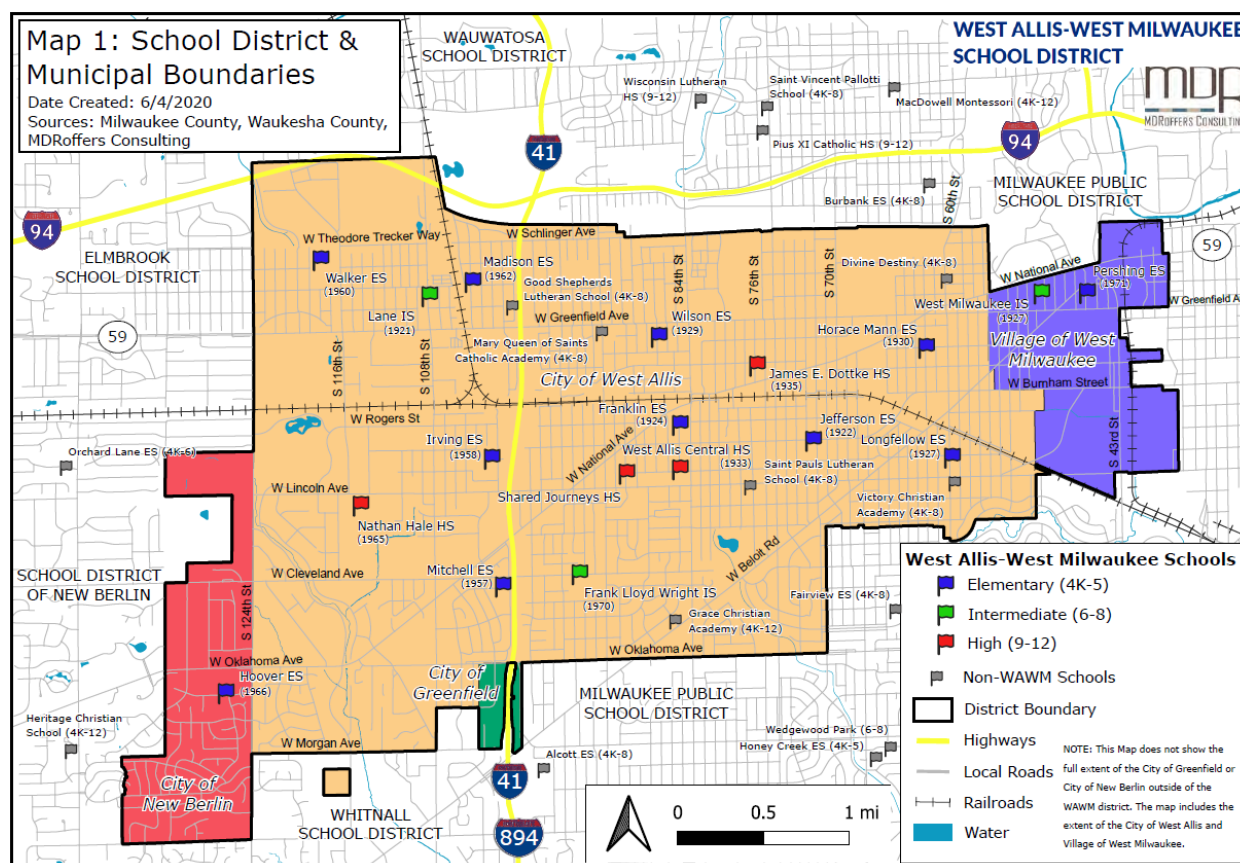 Map 1: School District &
Municipal Boundaries
Date Created: 6/4/2020
Sources: Milwaukee County, Waukesha County,
MDRoffers Consulting
WAUWATOSA
SCHOOL DISTRICT
WEST ALLIS-WEST MILWAUKEE
SCHOOL DISTRICT
MDR
MDROFFERS CONSULTING
Wisconsin Lutheran
HS (9-12)
Saint Vincent Pallotti
School (4K-8)
MacDowell Montessori (4K-12)
Pius XI Catholic HS (9-12)
41
94
Burbank ES (4K-8)
S 60th St
MILWAUKEE PUBLIC
SCHOOL DISTRICT
94
ELMBROOK
SCHOOL DISTRICT
59
W Theodore Trecker Way
W Schlinger Ave
Walker ES
(1960)
Madison ES
(1962)
Good Shepherds
Lutheran School (4K-8)
Lane IS
(1921)
W Greenfield Ave
S 84th St
S 76th St
S 70th St
Divine Destiny (4K-8)
W National Ave
Pershing ES
(1971)
59
W Greenfield Ave
West Milwaukee IS
(1927)
Wilson ES
(1929)
Mary Queen of Saints
Catholic Academy (4K-8)
Horace Mann ES
(1930)
Village of West
Milwaukee
S 116th St
S 108th St
City of West Allis
James E. Dottke HS
(1935)
W Burnham Street
W Rogers St
Franklin ES
(1924)
Jefferson ES
(1922)
Irving ES
(1958)
W National Ave
West Allis Central HS
(1933)
Longfellow ES
(1927)
S 43rd St
Orchard Lane ES (4K-6)
Saint Pauls Lutheran
School (4K-8)
W Lincoln Ave
Shared Journeys HS
Victory Christian
Academy (4K-8)
Nathan Hale HS
(1965)
SCHOOL DISTRICT
OF NEW BERLIN
S 124th St
W Cleveland Ave
Mitchell ES
(1957)
W Beloit Rd
Frank Lloyd Wright IS
(1970)
Grace Christian
Academy (4K-12)
Fairview ES (4K-8)
W Oklahoma Ave
W Oklahoma Ave
Hoover ES
(1966)
City of
Greenfield
MILWAUKEE PUBLIC
SCHOOL DISTRICT
Heritage Christian
School (4K-12)
W Morgan Ave
Wedgewood Park (6-8)
Honey Creek ES (4K-5)
Alcott ES (4K-8)
City of
New Berlin
WHITNALL
SCHOOL DISTRICT
41
894
0 0.5 1 mi
West Allis-West Milwaukee Schools
Elementary (4K-5)
Intermediate (6-8)
High (9-12)
Non-WAWM Schools
District Boundary
Highways
Local Roads
Railroads
Water
NOTE: This Map does not show the
full extent of the City of Greenfield or
City of New Berlin outside of the
WAWM district. The map includes the
extent of the City of West Allis and
Village of West Milwaukee.